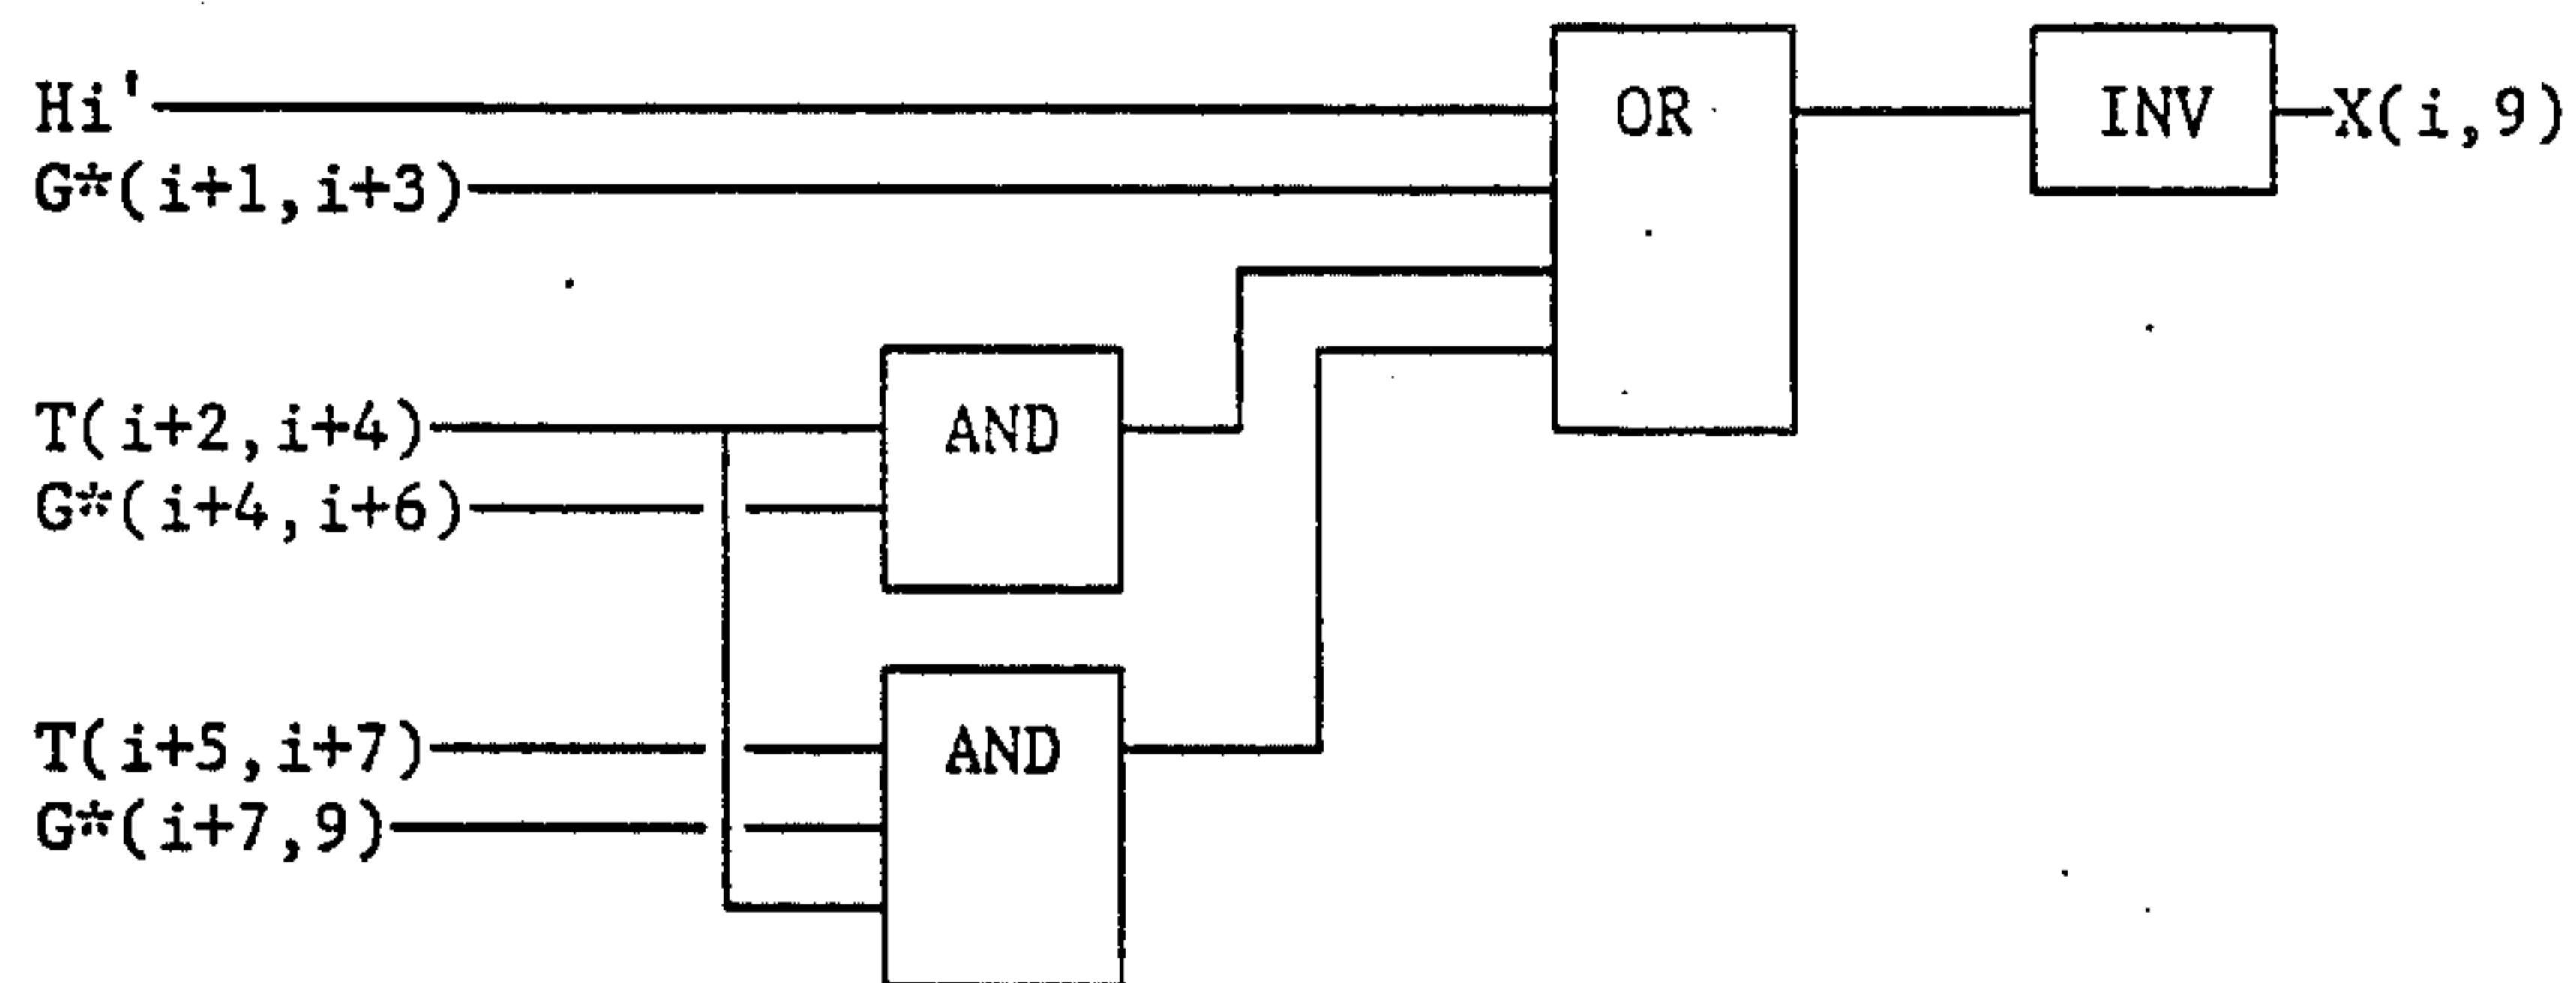 Hi' OR INV X(i,9)
G*(i+1,i+3)
T(i+2,i+4) AND
G*(i+4,i+6)
T(i+5,i+7) AND
G*(i+7,9)